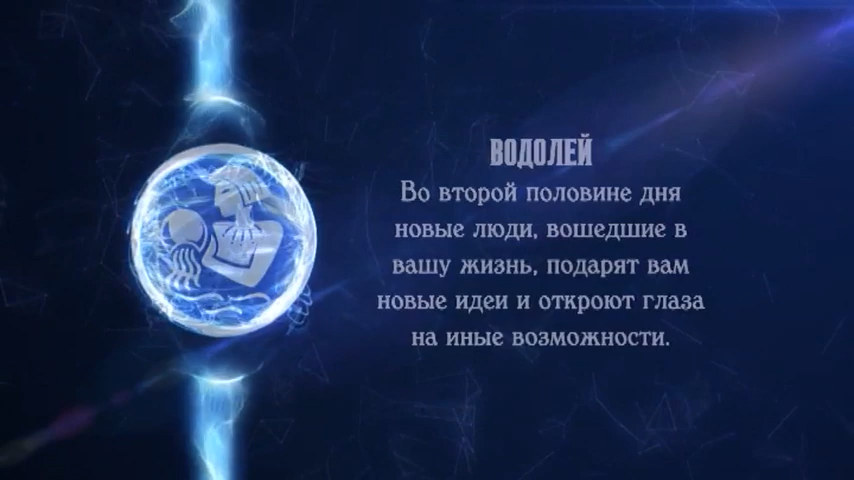 ВОДОЛЕЙ
Во второй половине дня
новые люди, вошедшие в
вашу жизнь, подарят вам
новые идеи и откроют глаза
на иные возможности.